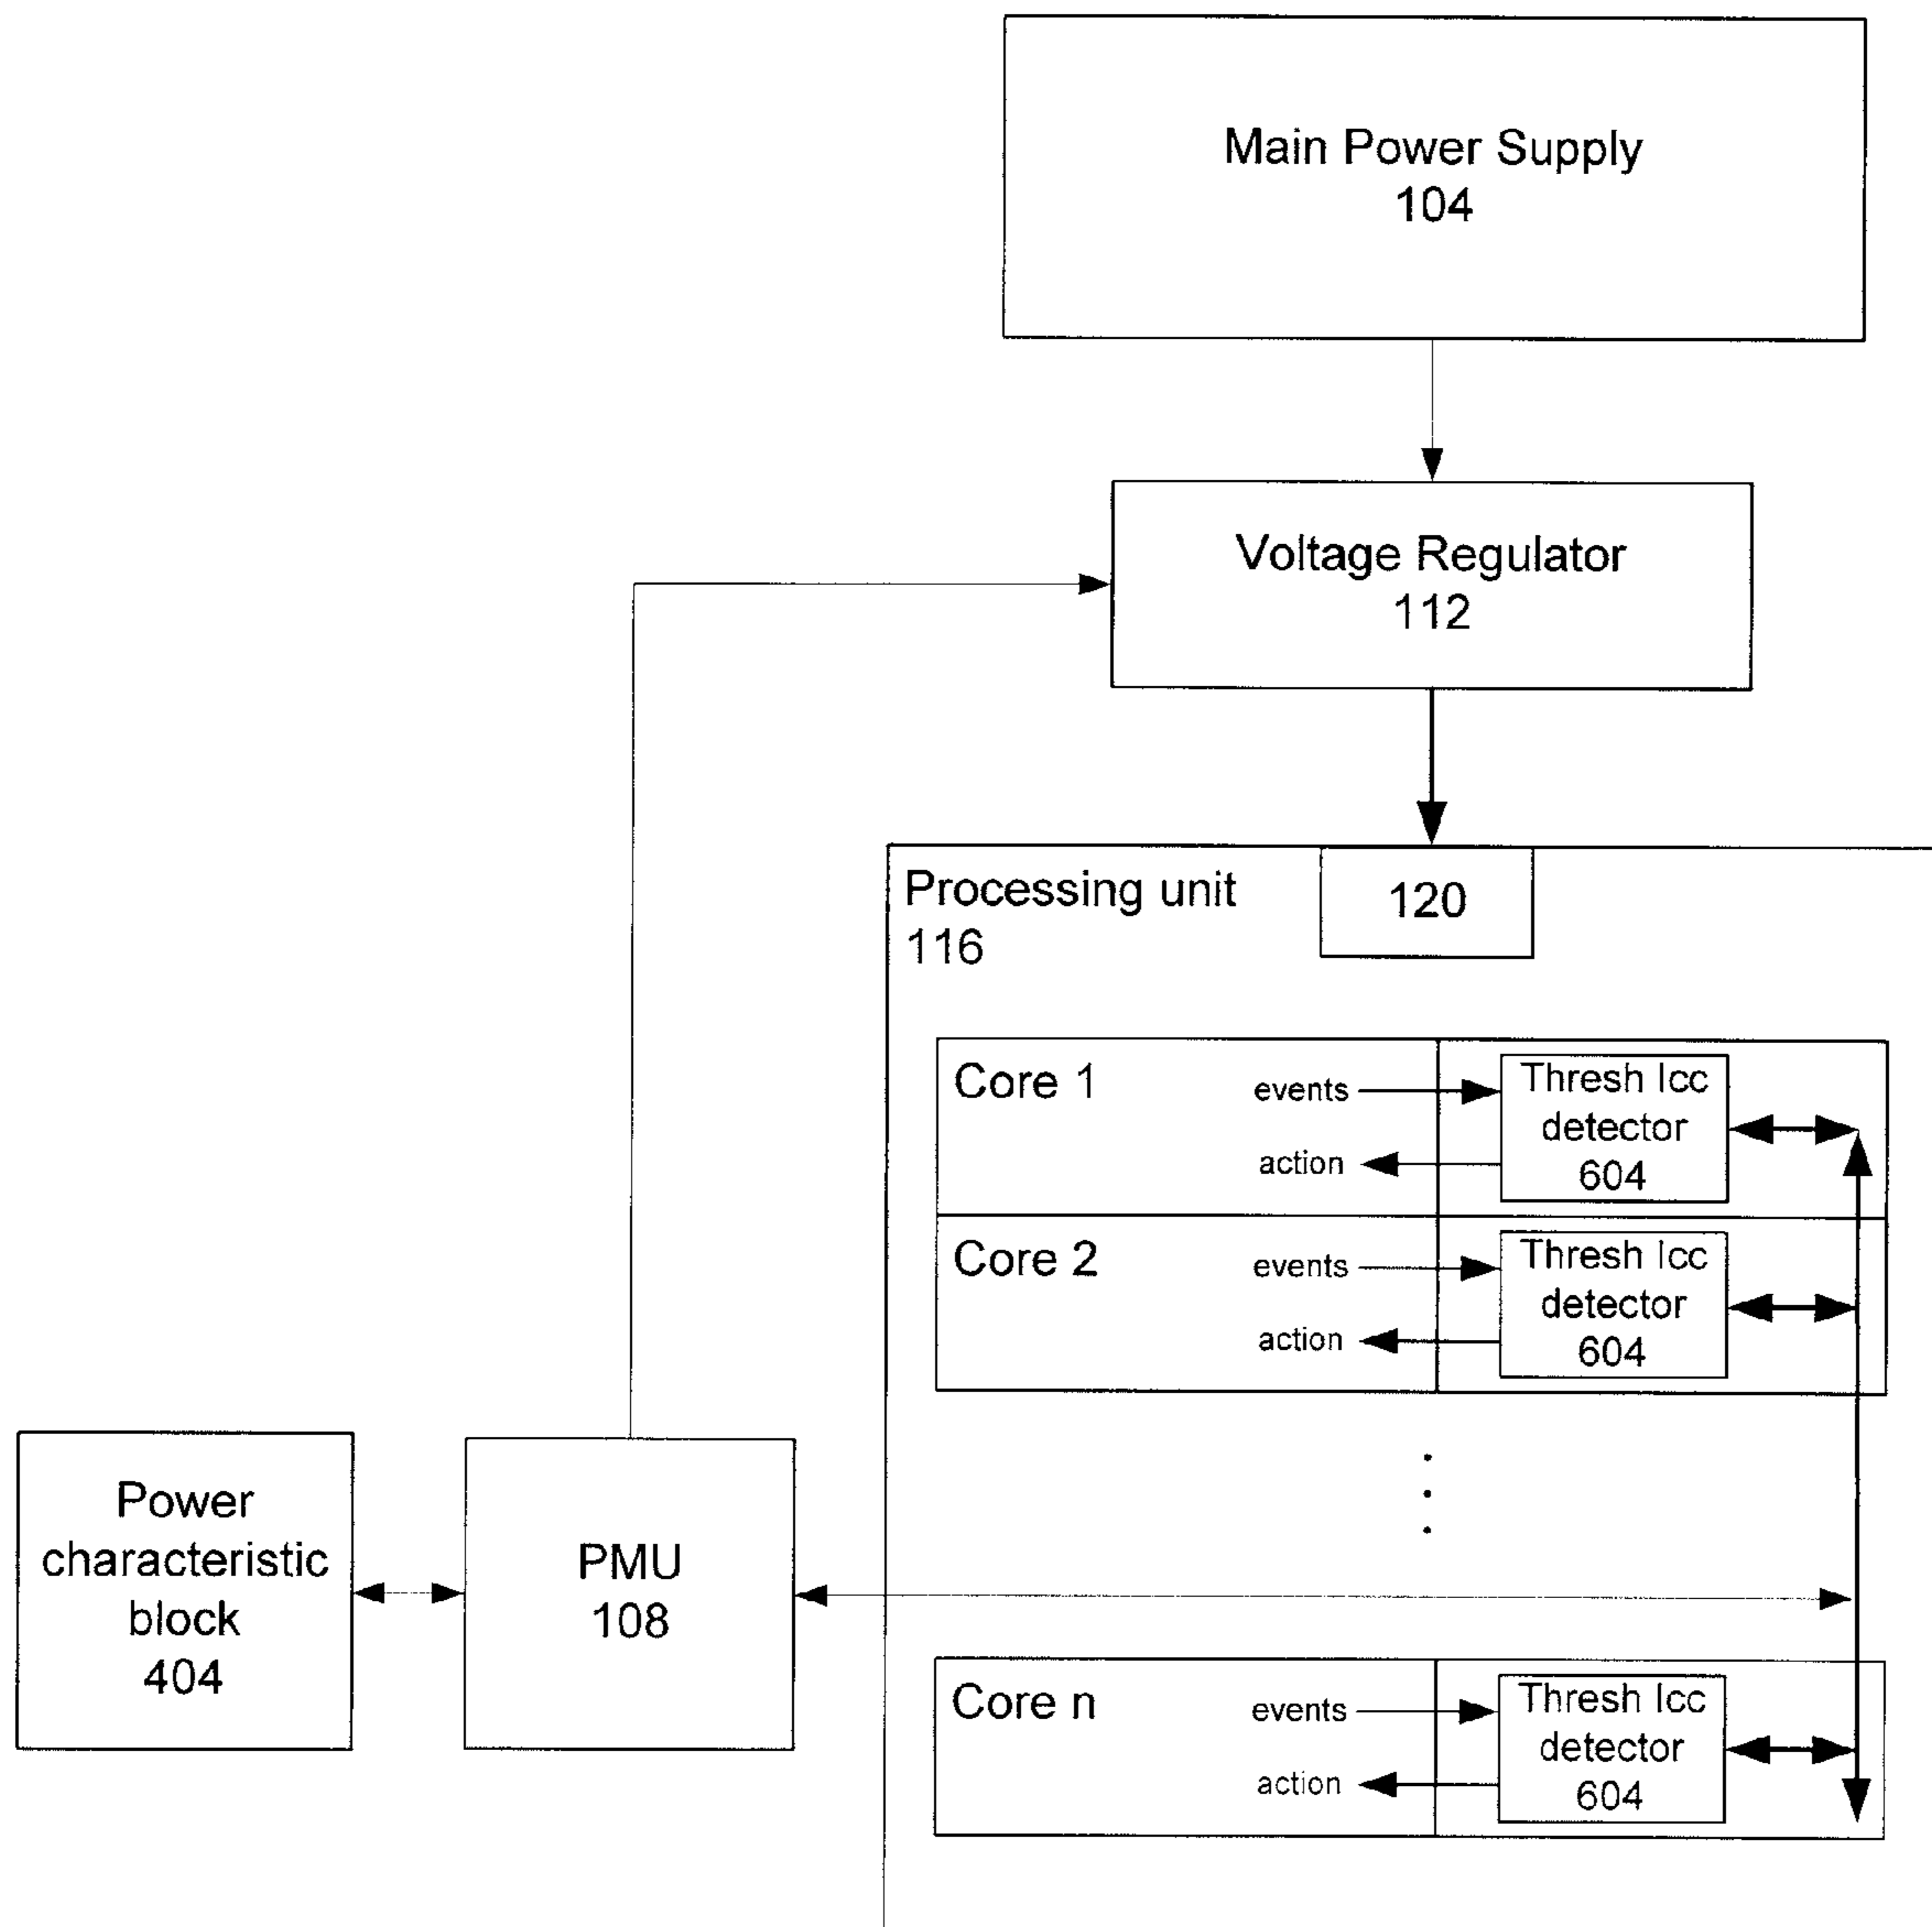 Main Power Supply
104
Voltage Regulator
112
Processing unit
116
120
Core 1
events
action
Thresh Icc
detector
604
Core 2
events
action
Thresh Icc
detector
604
Power
characteristic
block
404
PMU
108
Core n
events
action
Thresh Icc
detector
604